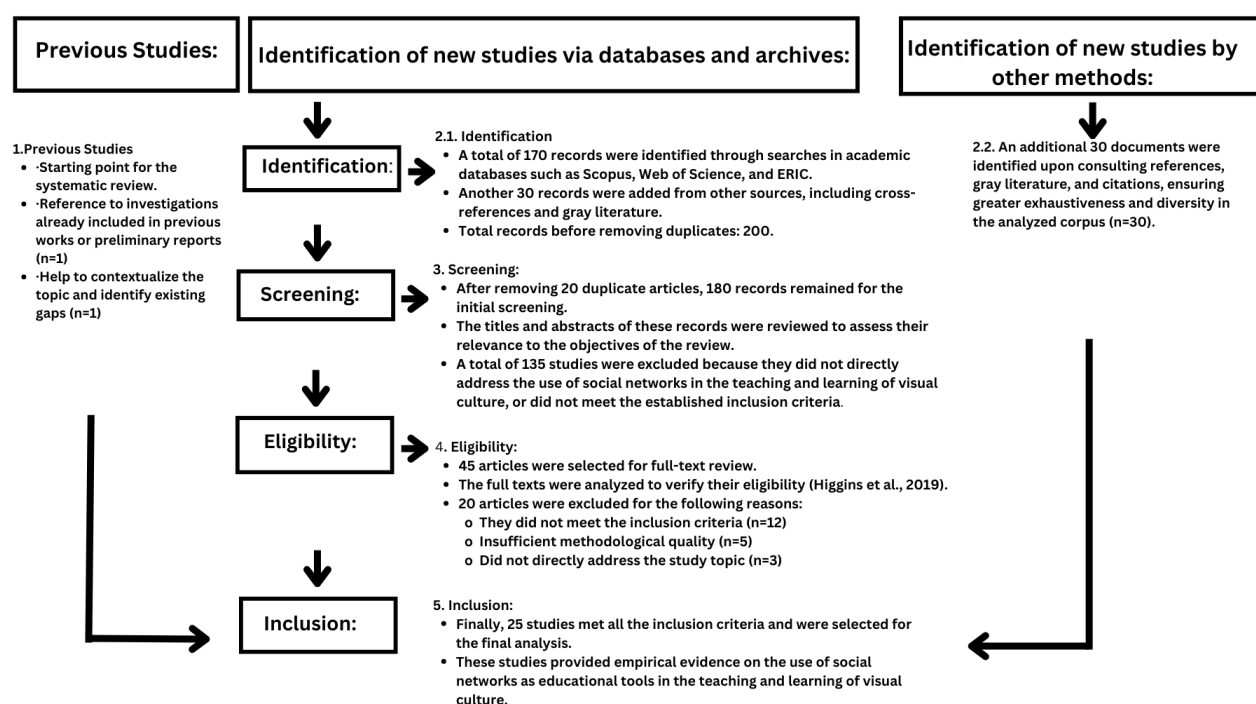 Previous Studies:
Identification of new studies via databases and archives:
Identification of new studies by
other methods:
1.Previous Studies
• ·Starting point for the
systematic review.
• ·Reference to investigations
already included in previous
works or preliminary reports
(n=1)
• ·Help to contextualize the
topic and identify existing
gaps (n=1)
Identification:
2.1. Identification
• A total of 170 records were identified through searches in academic
databases such as Scopus, Web of Science, and ERIC.
• Another 30 records were added from other sources, including cross-
references and gray literature.
• Total records before removing duplicates: 200.
2.2. An additional 30 documents were
identified upon consulting references,
gray literature, and citations, ensuring
greater exhaustiveness and diversity in
the analyzed corpus (n=30).
Screening:
3. Screening:
• After removing 20 duplicate articles, 180 records remained for the
initial screening.
• The titles and abstracts of these records were reviewed to assess their
relevance to the objectives of the review.
• A total of 135 studies were excluded because they did not directly
address the use of social networks in the teaching and learning of visual
culture, or did not meet the established inclusion criteria.
Eligibility:
4. Eligibility:
• 45 articles were selected for full-text review.
• The full texts were analyzed to verify their eligibility (Higgins et al., 2019).
• 20 articles were excluded for the following reasons:
o They did not meet the inclusion criteria (n=12)
o Insufficient methodological quality (n=5)
o Did not directly address the study topic (n=3)
Inclusion:
5. Inclusion:
• Finally, 25 studies met all the inclusion criteria and were selected for
the final analysis.
• These studies provided empirical evidence on the use of social
networks as educational tools in the teaching and learning of visual
culture.